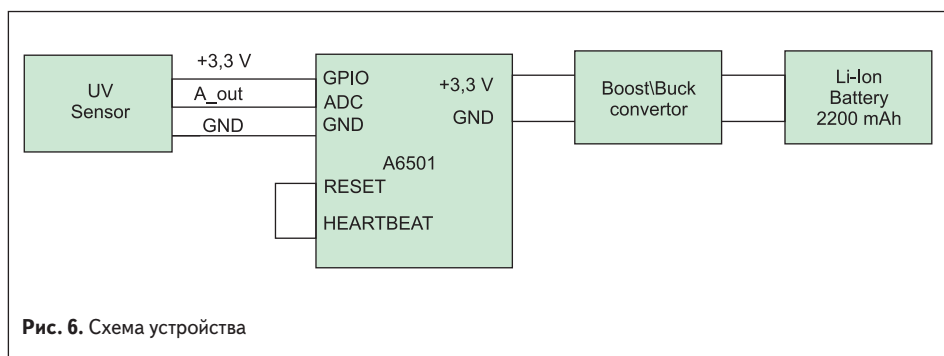 UV
Sensor
+3,3 V
A_out
GND
GPIO
ADC
GND
+3,3 V
GND
A6501
RESET
HEARTBEAT
Boost\Buck
convertor
Li-Ion
Battery
2200 mAh
Рис. 6. Схема устройства